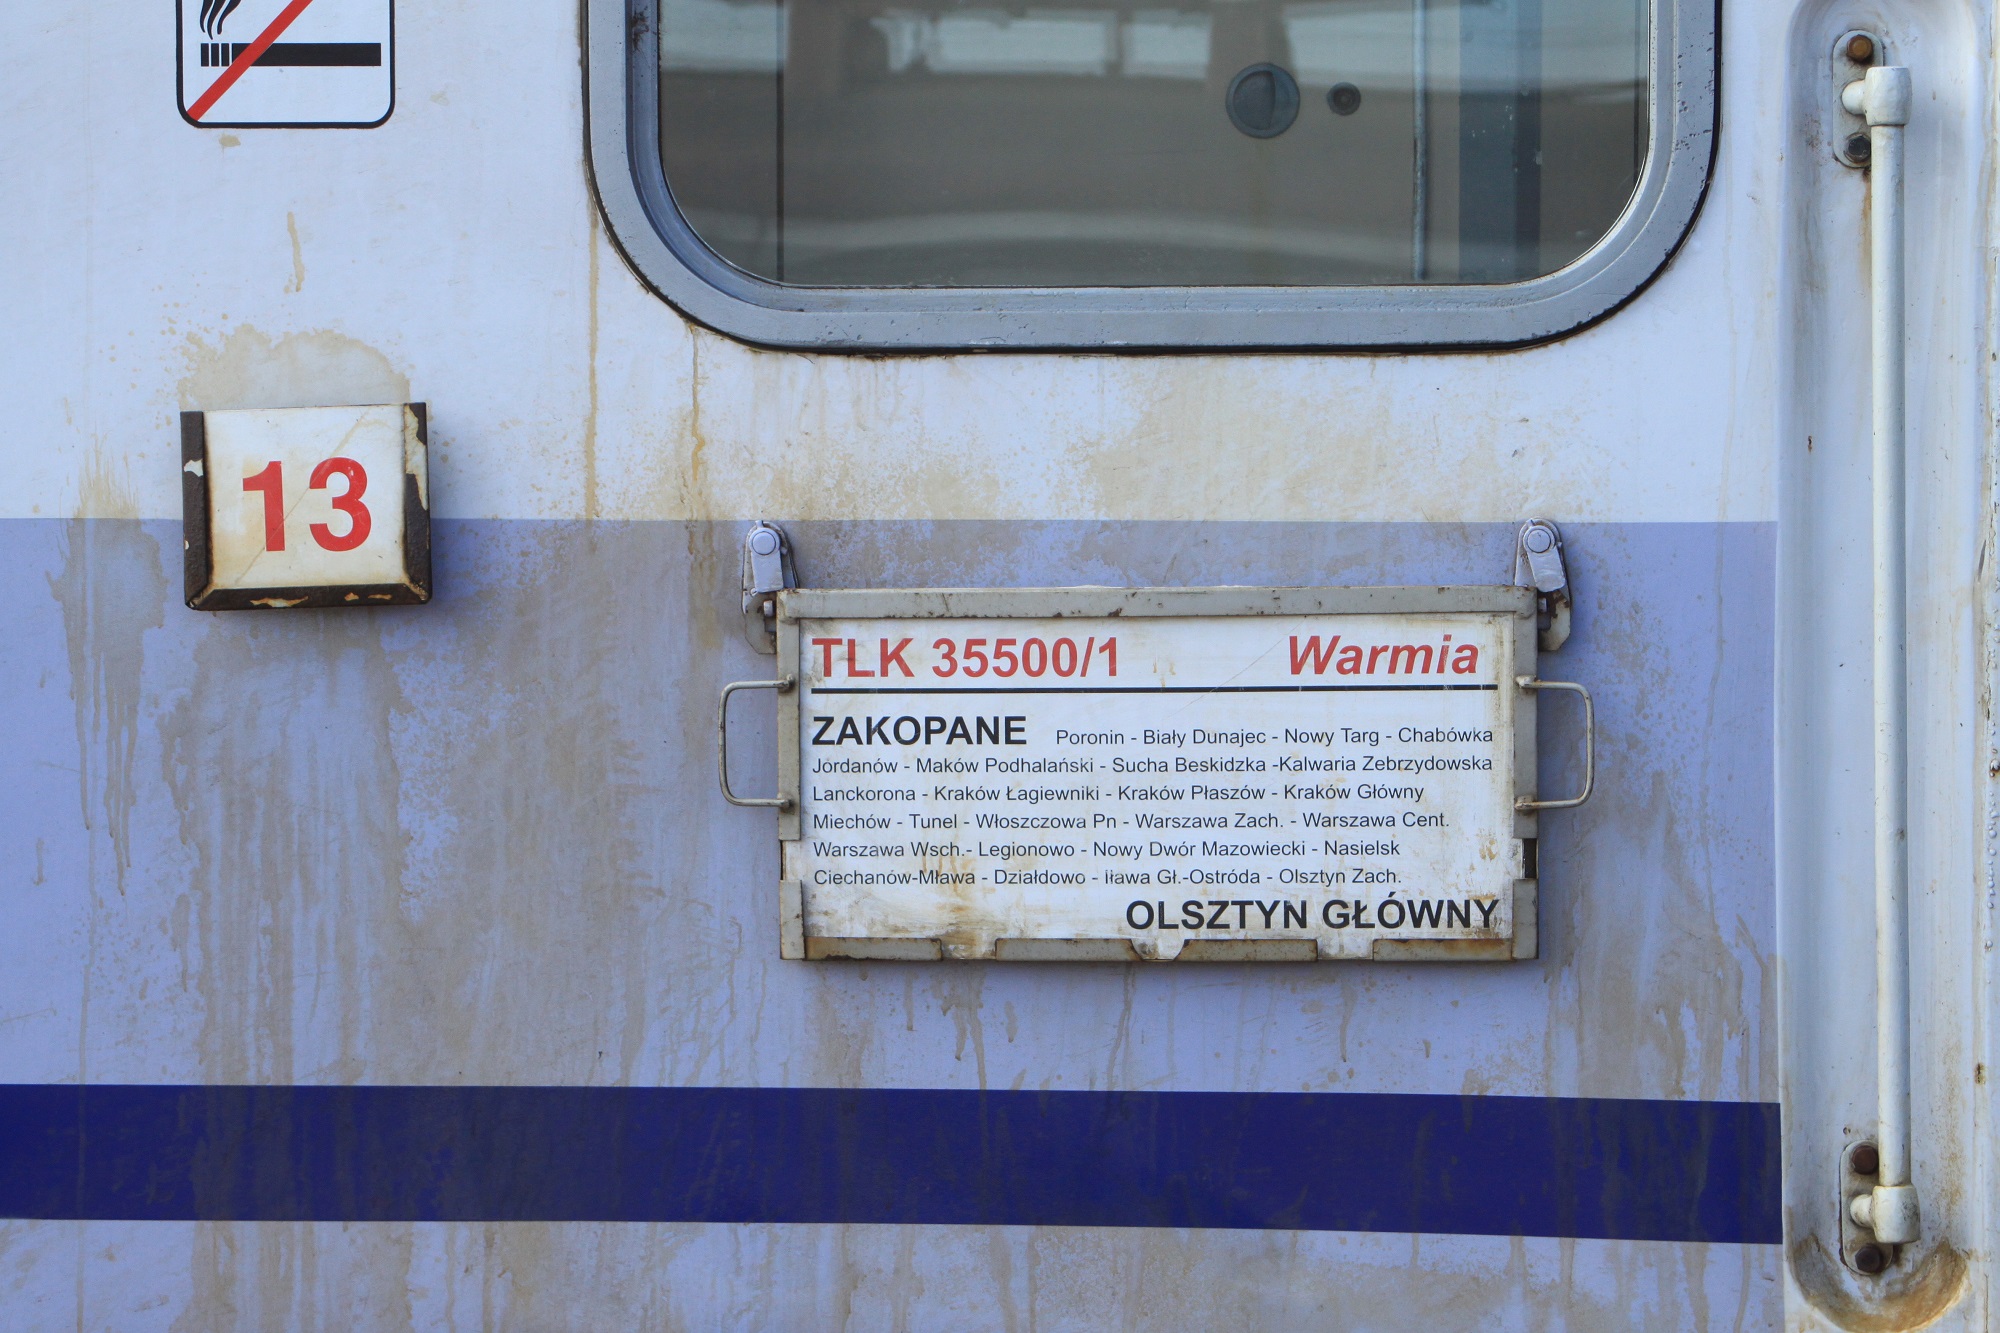 13
TLK 35500/1 Warmia
ZAKOPANE Poronin - Biały Dunajec - Nowy Targ - Chabówka
Jordanów - Maków Podhalański - Sucha Beskidzka -Kalwaria Zebrzydowska
Lanckorona - Kraków Łagiewniki - Kraków Płaszów - Kraków Główny
Miechów - Tunel - Włoszczowa Pn - Warszawa Zach. - Warszawa Cent.
Warszawa Wsch.- Legionowo - Nowy Dwór Mazowiecki - Nasielsk
Ciechanów-Mława - Działdowo - Iława Gł.-Ostróda - Olsztyn Zach.
OLSZTYN GŁÓWNY